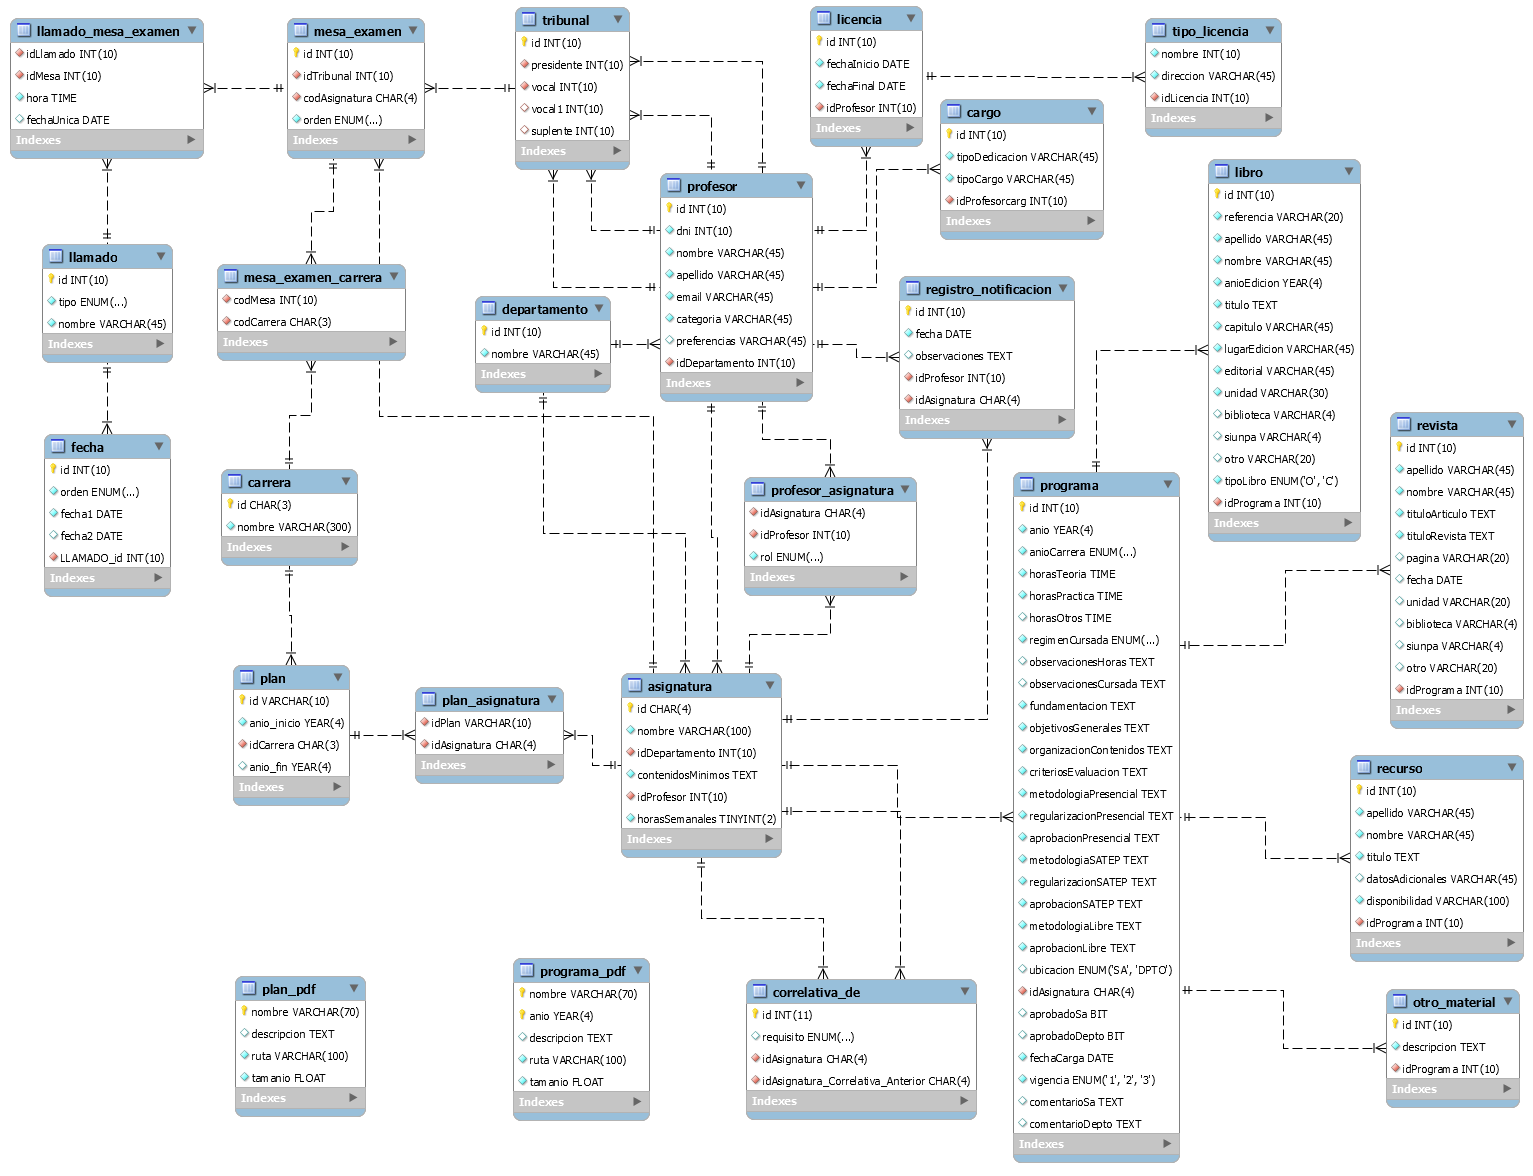 llamado_mesa_examen
idLlamado INT(10)
idMesa INT(10)
hora TIME
fechaUnica DATE
Indexes
mesa_examen
id INT(10)
idTribunal INT(10)
codAsignatura CHAR(4)
orden ENUM(...)
Indexes
tribunal
id INT(10)
presidente INT(10)
vocal INT(10)
vocal1 INT(10)
suplente INT(10)
Indexes
licencia
id INT(10)
fechaInicio DATE
fechaFinal DATE
idProfesor INT(10)
Indexes
tipo_licencia
nombre INT(10)
direccion VARCHAR(45)
idLicencia INT(10)
Indexes
cargo
id INT(10)
tipoDedicacion VARCHAR(45)
tipoCargo VARCHAR(45)
idProfesorcarg INT(10)
Indexes
profesor
id INT(10)
dni INT(10)
nombre VARCHAR(45)
apellido VARCHAR(45)
email VARCHAR(45)
categoria VARCHAR(45)
preferencias VARCHAR(45)
idDepartamento INT(10)
Indexes
libro
id INT(10)
referencia VARCHAR(20)
apellido VARCHAR(45)
nombre VARCHAR(45)
anioEdicion YEAR(4)
titulo TEXT
capitulo VARCHAR(45)
lugarEdicion VARCHAR(45)
editorial VARCHAR(45)
unidad VARCHAR(30)
biblioteca VARCHAR(4)
siunpa VARCHAR(4)
otro VARCHAR(20)
tipoLibro ENUM('O', 'C')
idPrograma INT(10)
Indexes
llamado
id INT(10)
tipo ENUM(...)
nombre VARCHAR(45)
Indexes
mesa_examen_carrera
codMesa INT(10)
codCarrera CHAR(3)
Indexes
departamento
id INT(10)
nombre VARCHAR(45)
Indexes
registro_notificacion
id INT(10)
fecha DATE
observaciones TEXT
idProfesor INT(10)
idAsignatura CHAR(4)
Indexes
fecha
id INT(10)
orden ENUM(...)
fecha1 DATE
fecha2 DATE
LLAMADO_id INT(10)
Indexes
carrera
id CHAR(3)
nombre VARCHAR(300)
Indexes
profesor_asignatura
idAsignatura CHAR(4)
idProfesor INT(10)
rol ENUM(...)
Indexes
programa
id INT(10)
anio YEAR(4)
anioCarrera ENUM(...)
horasTeoria TIME
horasPractica TIME
horasOtros TIME
regimenCursada ENUM(...)
observacionesHoras TEXT
observacionesCursada TEXT
fundamentacion TEXT
objetivosGenerales TEXT
organizacionContenidos TEXT
criteriosEvaluacion TEXT
metodologiaPresencial TEXT
regularizacionPresencial TEXT
aprobacionPresencial TEXT
metodologiaSATEP TEXT
regularizacionSATEP TEXT
aprobacionSATEP TEXT
metodologiaLibre TEXT
aprobacionLibre TEXT
ubicacion ENUM('SA', 'DPTO')
idAsignatura CHAR(4)
aprobadoSa BIT
aprobadoDepto BIT
fechaCarga DATE
vigencia ENUM('1', '2', '3')
comentarioSa TEXT
comentarioDepto TEXT
Indexes
revista
id INT(10)
apellido VARCHAR(45)
nombre VARCHAR(45)
tituloArticulo TEXT
tituloRevista TEXT
pagina VARCHAR(20)
fecha DATE
unidad VARCHAR(20)
biblioteca VARCHAR(4)
siunpa VARCHAR(4)
otro VARCHAR(20)
idPrograma INT(10)
Indexes
plan
id VARCHAR(10)
anio_inicio YEAR(4)
idCarrera CHAR(3)
anio_fin YEAR(4)
Indexes
plan_asignatura
idPlan VARCHAR(10)
idAsignatura CHAR(4)
Indexes
asignatura
id CHAR(4)
nombre VARCHAR(100)
idDepartamento INT(10)
contenidosMinimos TEXT
idProfesor INT(10)
horasSemanales TINYINT(2)
Indexes
recurso
id INT(10)
apellido VARCHAR(45)
nombre VARCHAR(45)
titulo TEXT
datosAdicionales VARCHAR(45)
disponibilidad VARCHAR(100)
idPrograma INT(10)
Indexes
plan_pdf
nombre VARCHAR(70)
descripcion TEXT
ruta VARCHAR(100)
tamanio FLOAT
Indexes
programa_pdf
nombre VARCHAR(70)
anio YEAR(4)
descripcion TEXT
ruta VARCHAR(100)
tamanio FLOAT
Indexes
correlativa_de
id INT(11)
requisito ENUM(...)
idAsignatura CHAR(4)
idAsignatura_Correlativa_Anterior CHAR(4)
Indexes
otro_material
id INT(10)
descripcion TEXT
idPrograma INT(10)
Indexes